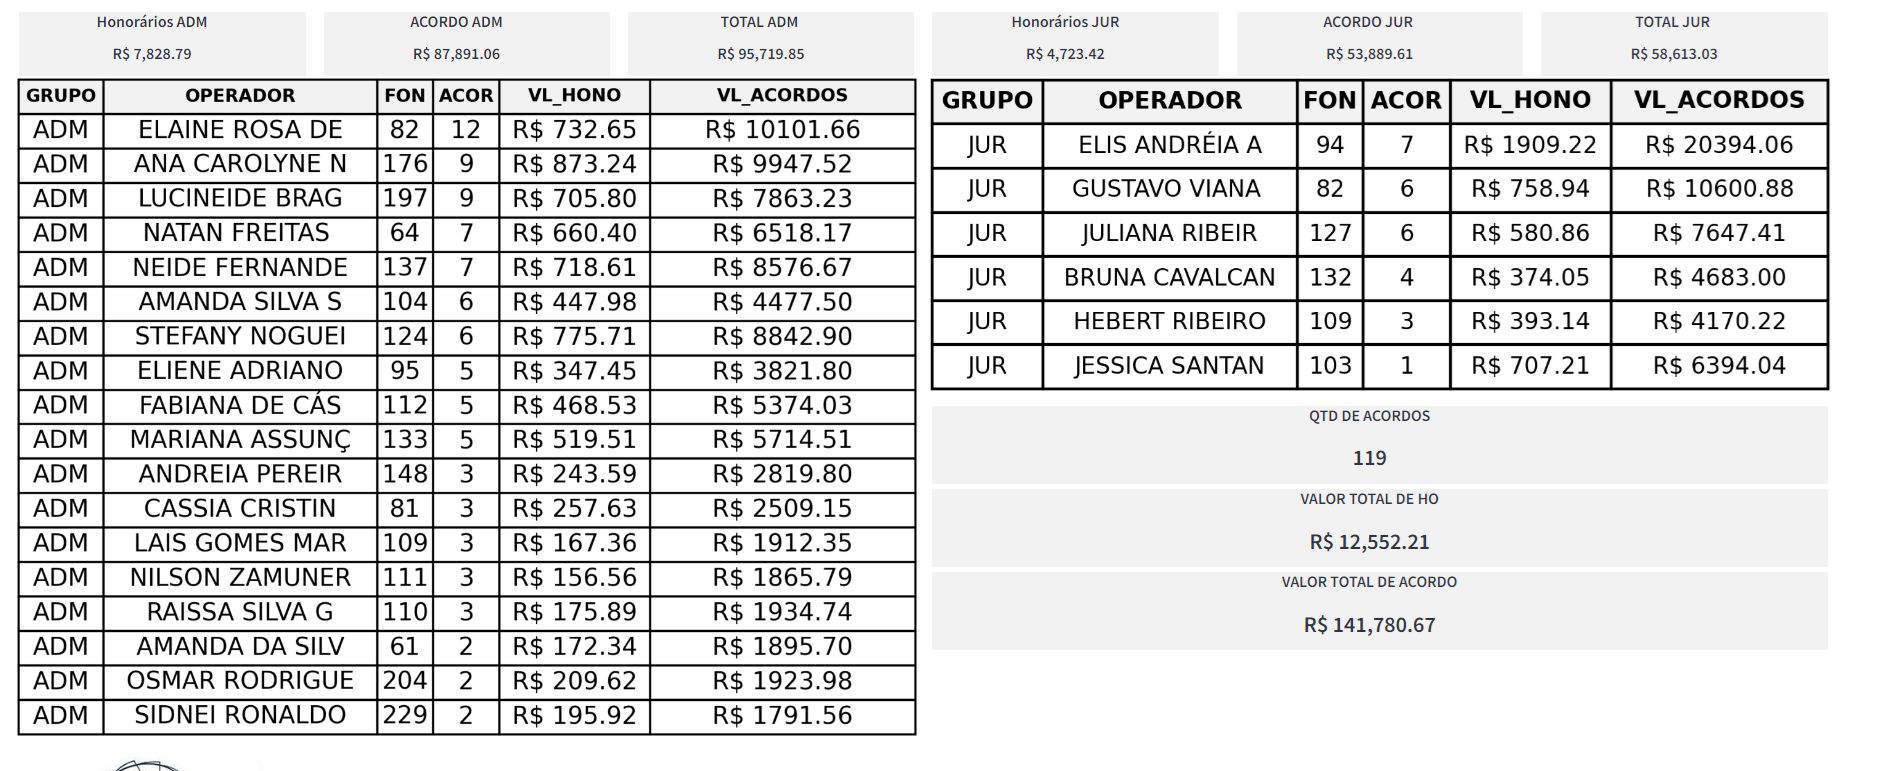 Honorários ADM
R$ 7,828.79
ACORDO ADM
R$ 87,891.06
TOTAL ADM
R$ 95,719.85
GRUPO OPERADOR FON ACOR VL_HONO VL_ACORDOS
ADM ELAINE ROSA DE 82 12 R$ 732.65 R$ 10101.66
ADM ANA CAROLYNE N 176 9 R$ 873.24 R$ 9947.52
ADM LUCINEIDE BRAG 197 9 R$ 705.80 R$ 7863.23
ADM NATAN FREITAS 64 7 R$ 660.40 R$ 6518.17
ADM NEIDE FERNANDE 137 7 R$ 718.61 R$ 8576.67
ADM AMANDA SILVA S 104 6 R$ 447.98 R$ 4477.50
ADM STEFANY NOGUEI 124 6 R$ 775.71 R$ 8842.90
ADM ELIENE ADRIANO 95 5 R$ 347.45 R$ 3821.80
ADM FABIANA DE CÁS 112 5 R$ 468.53 R$ 5374.03
ADM MARIANA ASSUNÇ 133 5 R$ 519.51 R$ 5714.51
ADM ANDREIA PEREIR 148 3 R$ 243.59 R$ 2819.80
ADM CASSIA CRISTIN 81 3 R$ 257.63 R$ 2509.15
ADM LAIS GOMES MAR 109 3 R$ 167.36 R$ 1912.35
ADM NILSON ZAMUNER 111 3 R$ 156.56 R$ 1865.79
ADM RAISSA SILVA G 110 3 R$ 175.89 R$ 1934.74
ADM AMANDA DA SILV 61 2 R$ 172.34 R$ 1895.70
ADM OSMAR RODRIGUE 204 2 R$ 209.62 R$ 1923.98
ADM SIDNEI RONALDO 229 2 R$ 195.92 R$ 1791.56
Honorários JUR
R$ 4,723.42
ACORDO JUR
R$ 53,889.61
TOTAL JUR
R$ 58,613.03
GRUPO OPERADOR FON ACOR VL_HONO VL_ACORDOS
JUR ELIS ANDRÉIA A 94 7 R$ 1909.22 R$ 20394.06
JUR GUSTAVO VIANA 82 6 R$ 758.94 R$ 10600.88
JUR JULIANA RIBEIR 127 6 R$ 580.86 R$ 7647.41
JUR BRUNA CAVALCAN 132 4 R$ 374.05 R$ 4683.00
JUR HEBERT RIBEIRO 109 3 R$ 393.14 R$ 4170.22
JUR JESSICA SANTAN 103 1 R$ 707.21 R$ 6394.04
QTD DE ACORDOS
119
VALOR TOTAL DE HO
R$ 12,552.21
VALOR TOTAL DE ACORDO
R$ 141,780.67